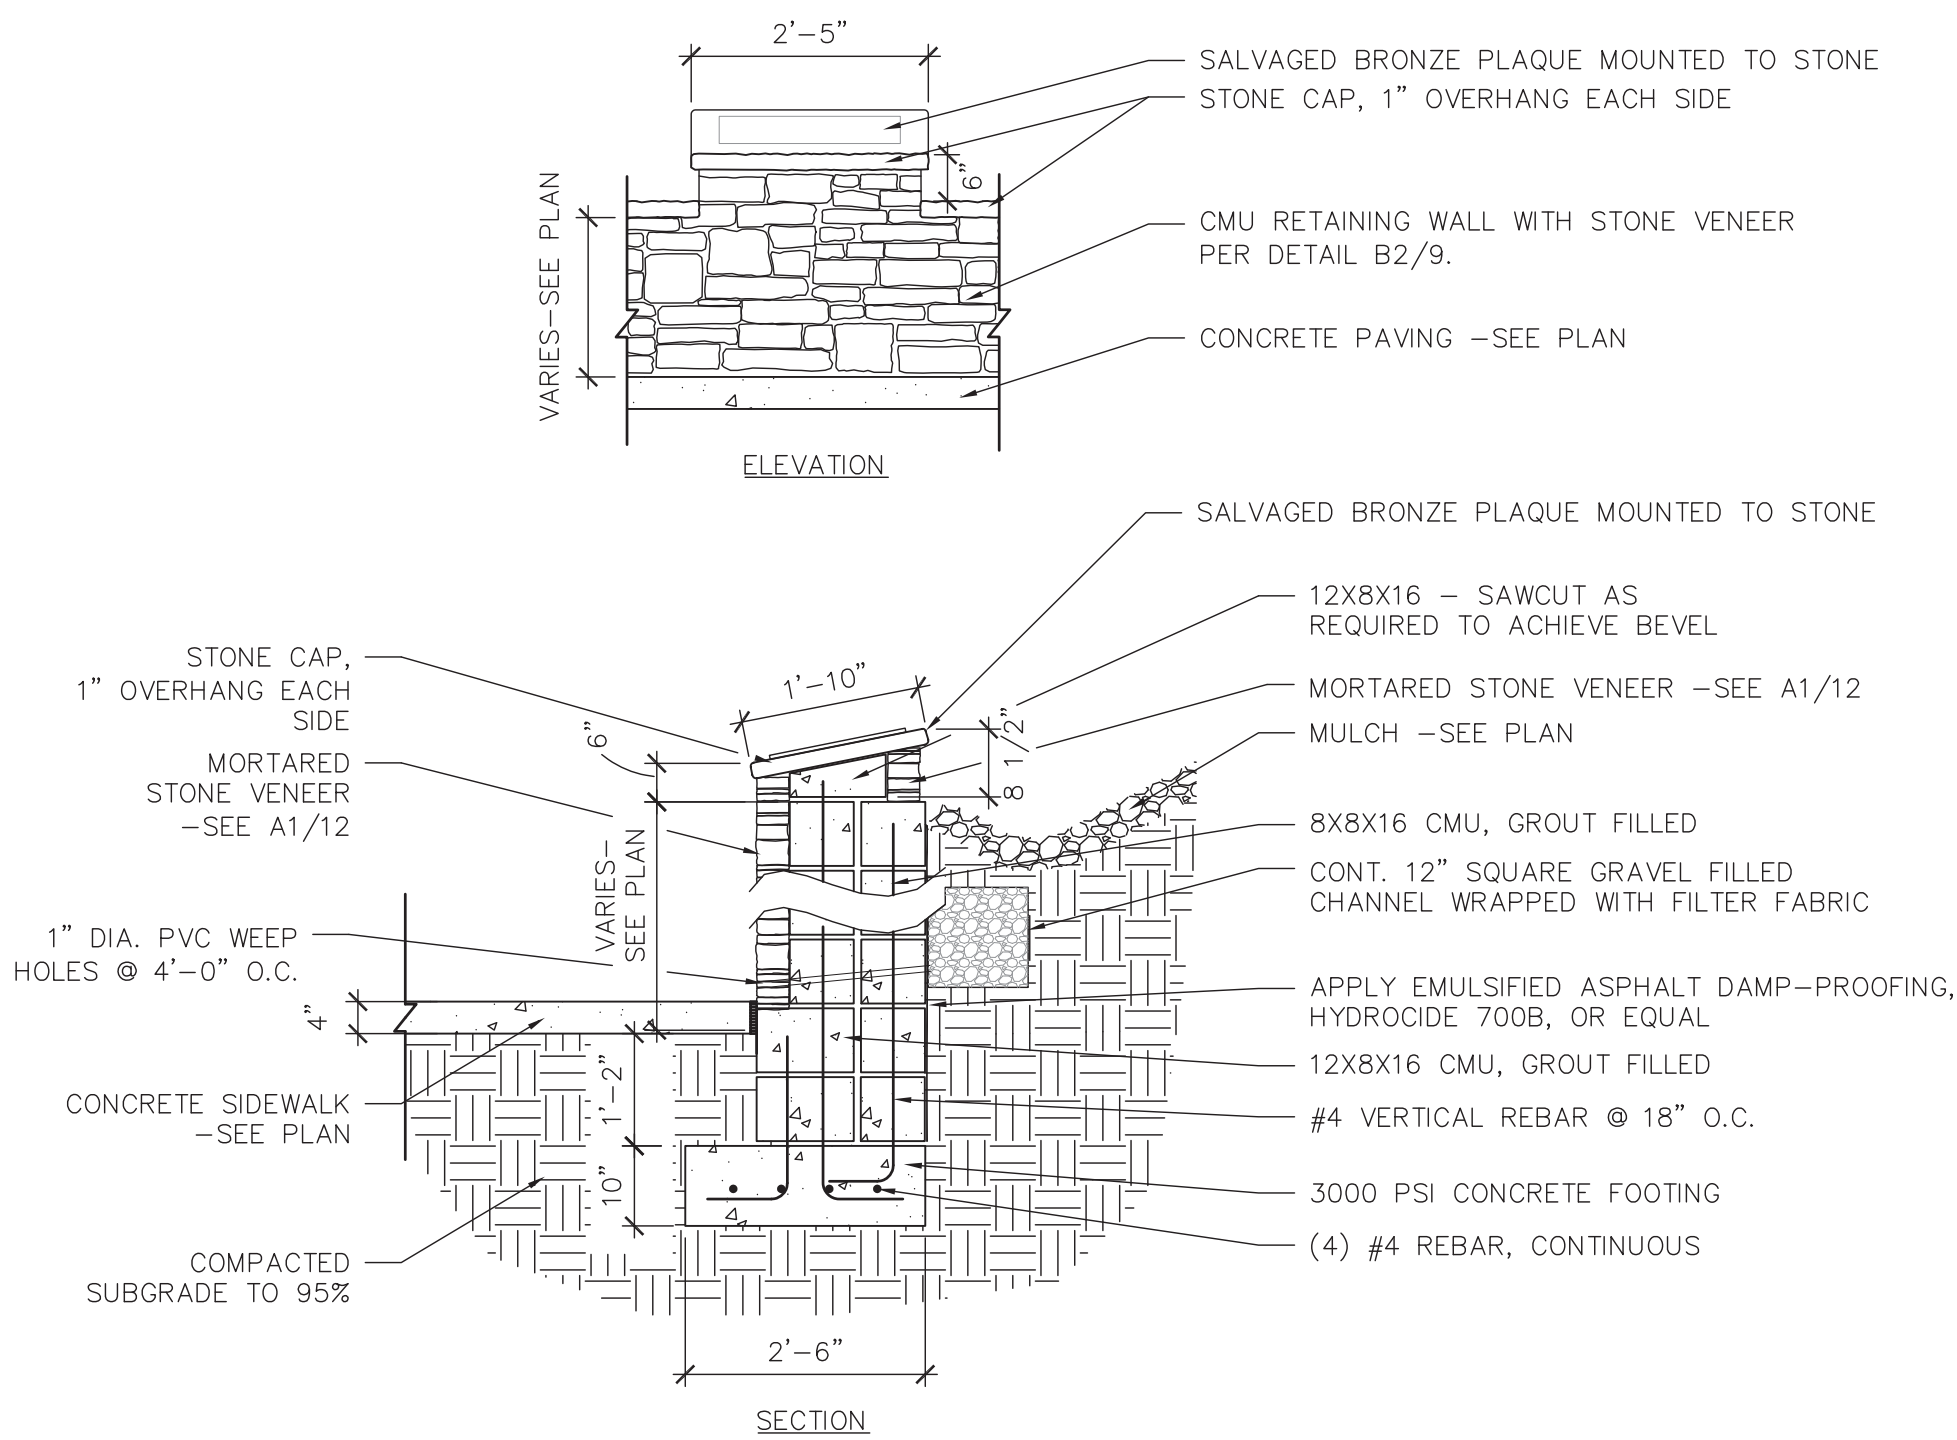 2'-5"
SALVAGED BRONZE PLAQUE MOUNTED TO STONE
STONE CAP, 1" OVERHANG EACH SIDE
6"
VARIES-SEE PLAN
CMU RETAINING WALL WITH STONE VENEER
PER DETAIL B2/9.
CONCRETE PAVING -SEE PLAN
ELEVATION
SALVAGED BRONZE PLAQUE MOUNTED TO STONE
12X8X16 - SAWCUT AS
REQUIRED TO ACHIEVE BEVEL
STONE CAP,
1" OVERHANG EACH
SIDE
1'-10"
6"
8 1/2"
MORTARED STONE VENEER -SEE A1/12
MULCH -SEE PLAN
MORTARED
STONE VENEER
-SEE A1/12
8X8X16 CMU, GROUT FILLED
VARIES-
SEE PLAN
CONT. 12" SQUARE GRAVEL FILLED
CHANNEL WRAPPED WITH FILTER FABRIC
1" DIA. PVC WEEP
HOLES @ 4'-0" O.C.
APPLY EMULSIFIED ASPHALT DAMP-PROOFING,
HYDROCIDE 700B, OR EQUAL
4"
12X8X16 CMU, GROUT FILLED
1'-2"
CONCRETE SIDEWALK
-SEE PLAN
#4 VERTICAL REBAR @ 18" O.C.
10"
3000 PSI CONCRETE FOOTING
(4) #4 REBAR, CONTINUOUS
COMPACTED
SUBGRADE TO 95%
2'-6"
SECTION